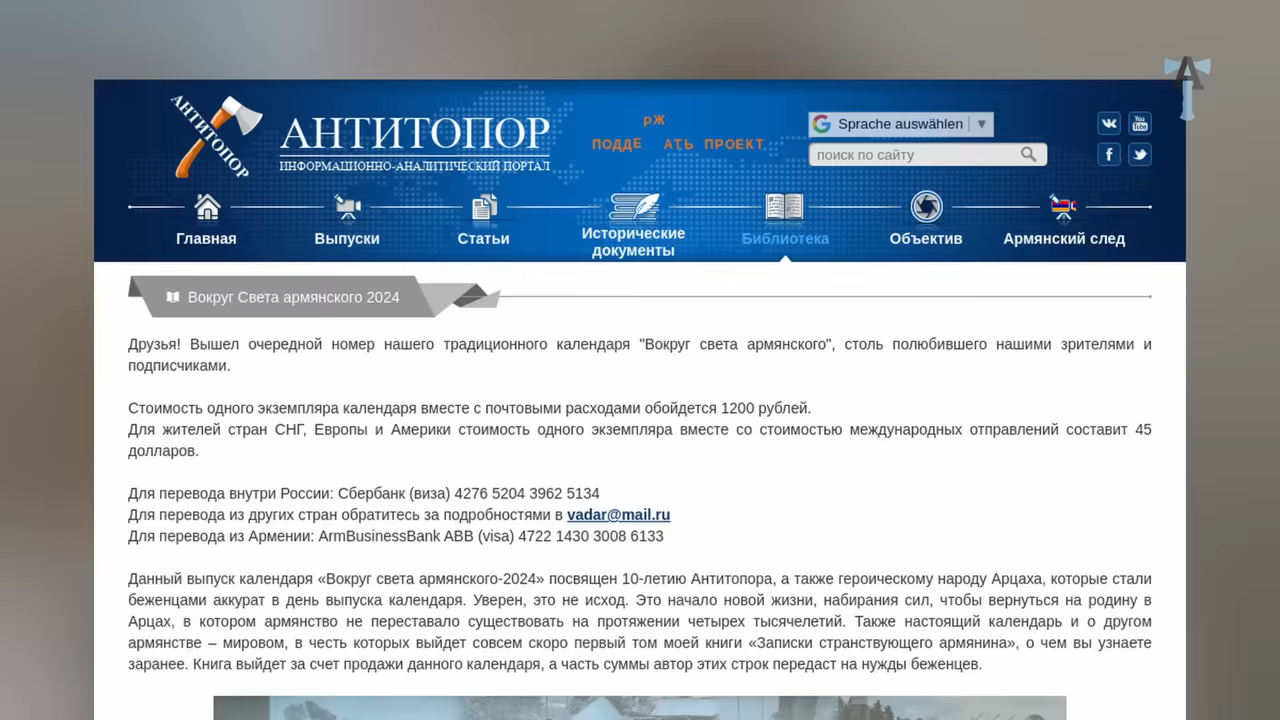 АНТИТОПОР
АНТИТОПОР
ИНФОРМАЦИОННО-АНАЛИТИЧЕСКИЙ ПОРТАЛ
РЖ
ПОДДЕ АТЬ ПРОЕКТ
Sprache auswählen ▼
поиск по сайту
You Tube
Главная
Выпуски
Статьи
Исторические
документы
Библиотека
Объектив
Армянский след
Вокруг Света армянского 2024
Друзья! Вышел очередной номер нашего традиционного календаря "Вокруг света армянского", столь полюбившего нашими зрителями и
подписчиками.
Стоимость одного экземпляра календаря вместе с почтовыми расходами обойдется 1200 рублей.
Для жителей стран СНГ, Европы и Америки стоимость одного экземпляра вместе со стоимостью международных отправлений составит 45
долларов.
Для перевода внутри России: Сбербанк (виза) 4276 5204 3962 5134
Для перевода из других стран обратитесь за подробностями в vadar@mail.ru
Для перевода из Армении: ArmBusinessBank ABB (visa) 4722 1430 3008 6133
Данный выпуск календаря «Вокруг света армянского-2024» посвящен 10-летию Антитопора, а также героическому народу Арцаха, которые стали
беженцами аккурат в день выпуска календаря. Уверен, это не исход. Это начало новой жизни, набирания сил, чтобы вернуться на родину в
Арцах, в котором армянство не переставало существовать на протяжении четырех тысячелетий. Также настоящий календарь и о другом
армянстве – мировом, в честь которых выйдет совсем скоро первый том моей книги «Записки странствующего армянина», о чем вы узнаете
заранее. Книга выйдет за счет продажи данного календаря, а часть суммы автор этих строк передаст на нужды беженцев.